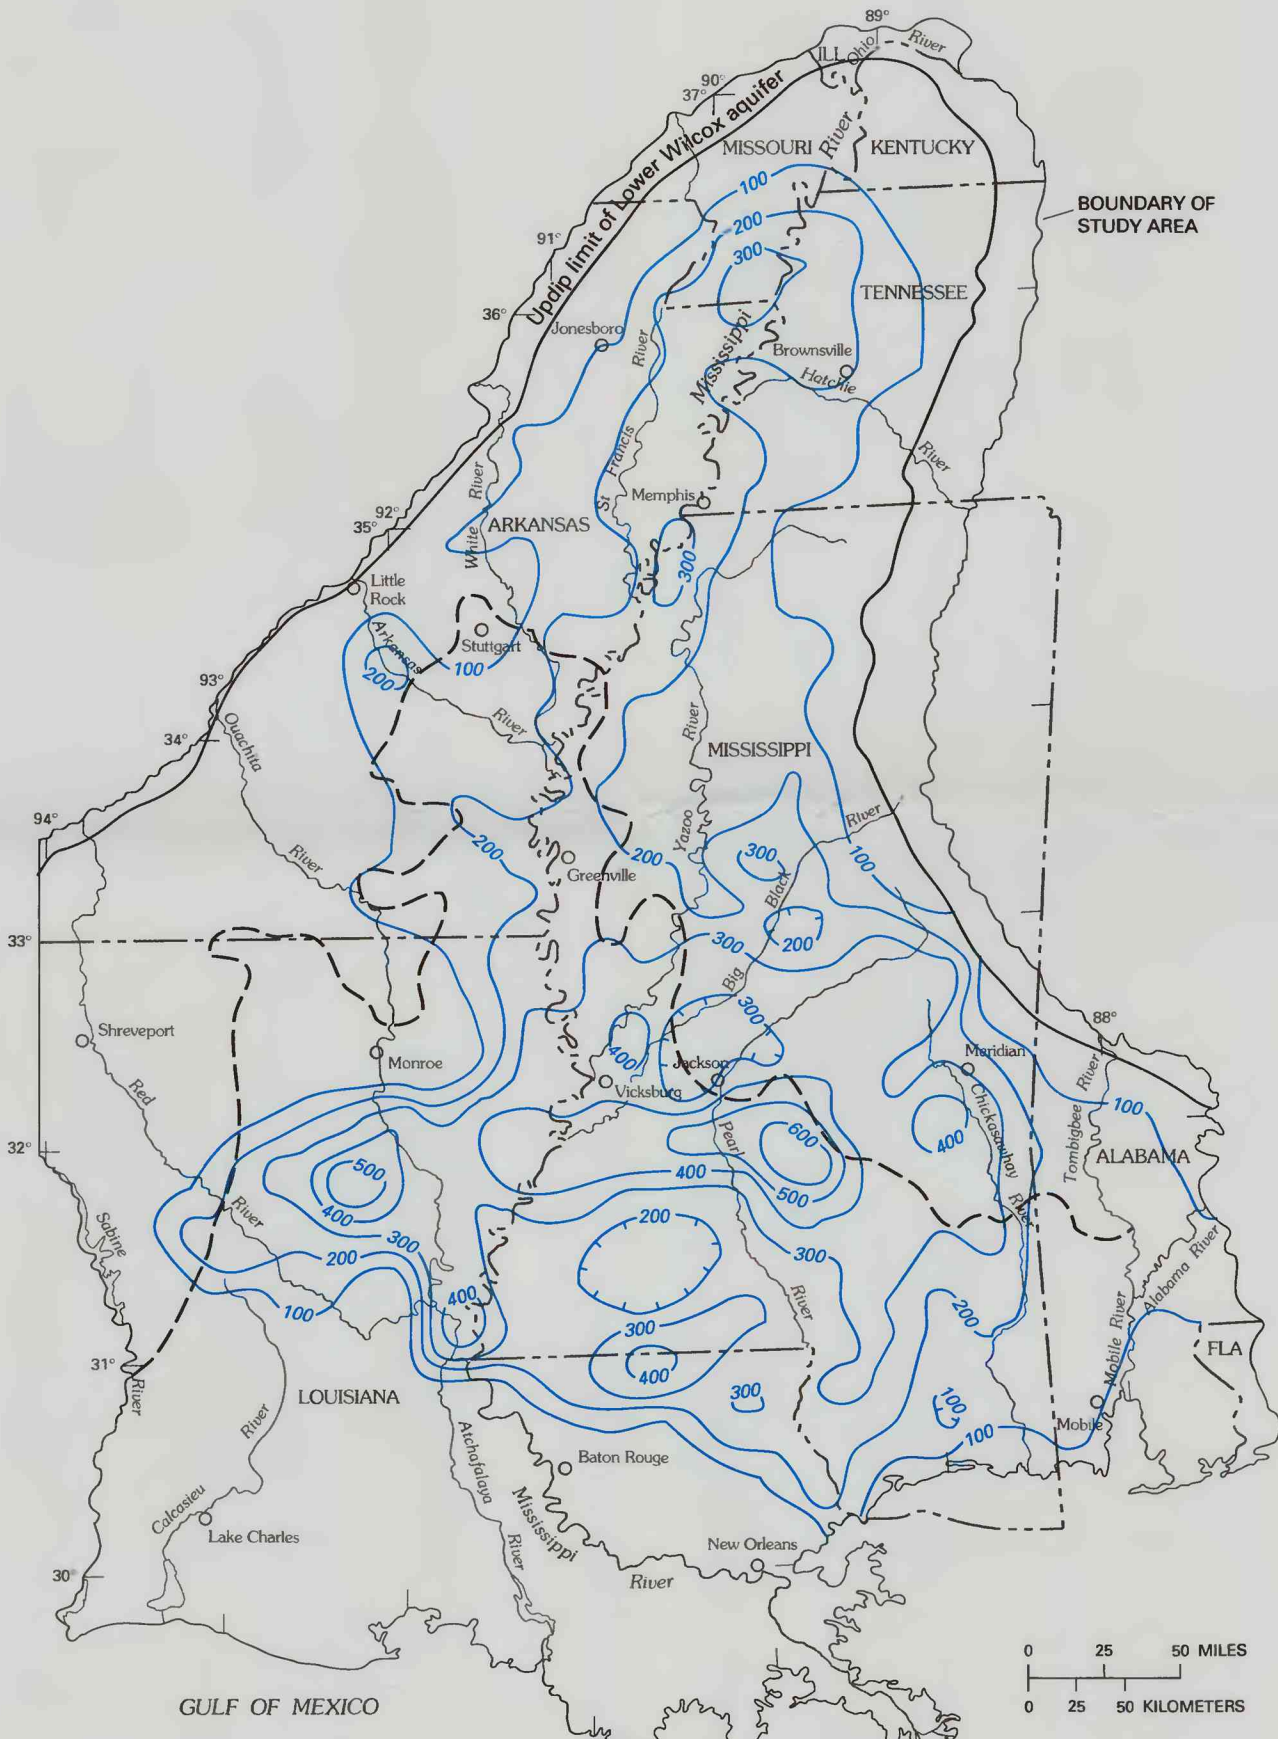 89°
ILL
Ohio
River
90°
37°
Updip limit of Lower Wilcox aquifer
MISSOURI
River
KENTUCKY
100
BOUNDARY OF
STUDY AREA
200
91°
300
TENNESSEE
36°
Jonesboro
River
Mississippi
Brownsville
Hatchie
River
St Francis
River
White
Memphis
92°
35°
ARKANSAS
300
Little
Rock
Arkansas
Stuttgart
100
200
93°
River
Ouachita
34°
River
MISSISSIPPI
94°
River
Yazoo
River
200
200
300
100
Greenville
Black
33°
300
200
Big
300
88°
Shreveport
400
Meridian
Monroe
Jackson
Vicksburg
River
Red
Chickasawhay
100
Tombigbee
32°
600
400
Pearl
ALABAMA
500
400
500
400
River
River
Sabine
300
200
300
Alabama River
200
400
100
River
200
300
Mobile River
31°
FLA
400
River
LOUISIANA
300
100
River
Mobile
100
Atchafalaya
Baton Rouge
Calcasieu
Mississippi
Lake Charles
River
New Orleans
30°
River
0 25 50 MILES
0 25 50 KILOMETERS
GULF OF MEXICO